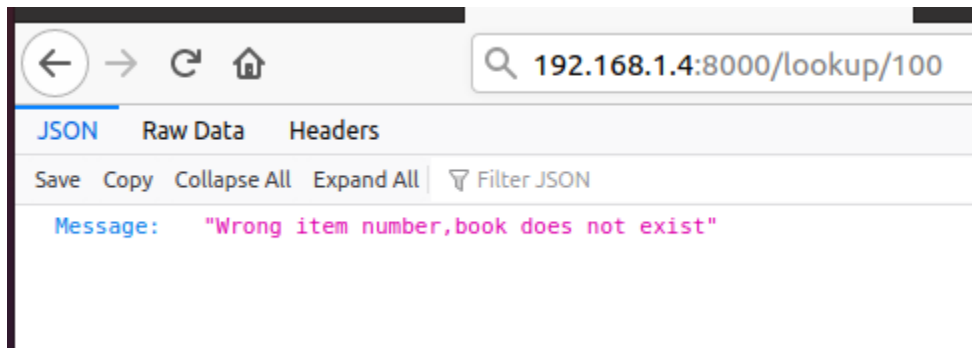 192.168.1.4:8000/lookup/100
JSON Raw Data Headers
Save Copy Collapse All Expand All Filter JSON
Message: "Wrong item number,book does not exist"